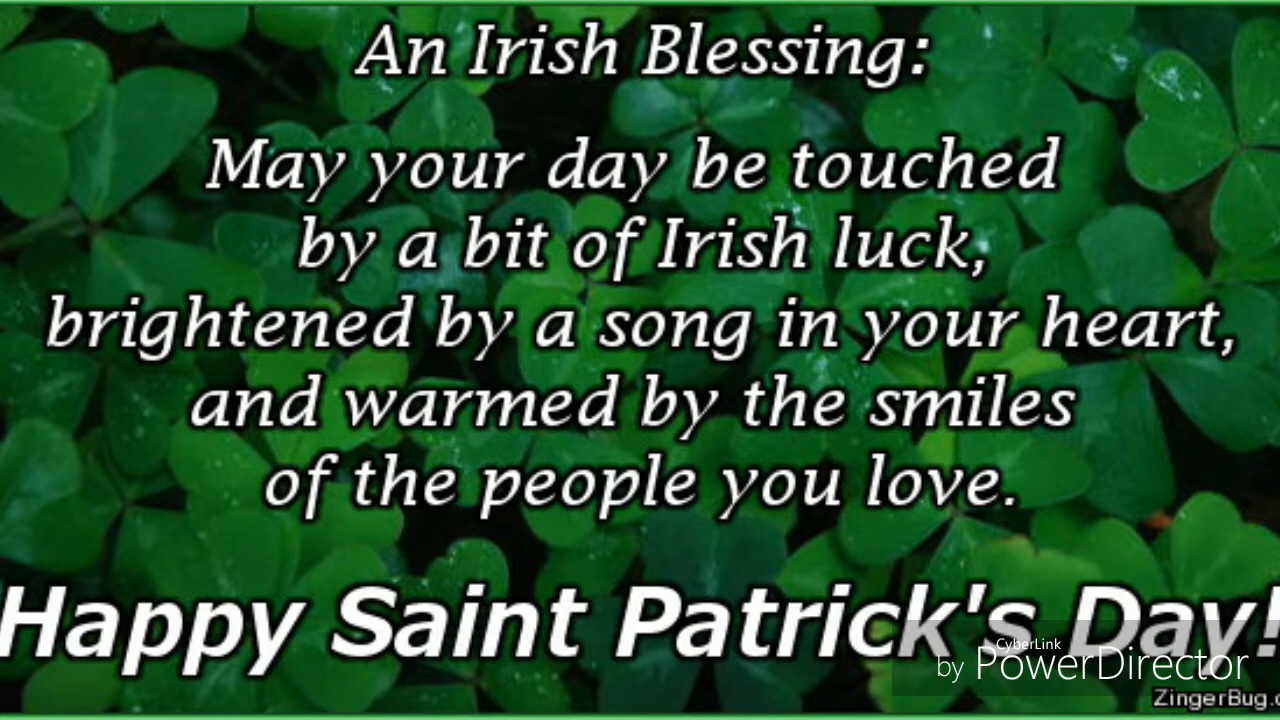 An Irish Blessing:
May your day be touched
by a bit of Irish luck,
brightened by a song in your heart,
and warmed by the smiles
of the people you love.
Happy Saint Patrick's Day!
CyberLink
by PowerDirector